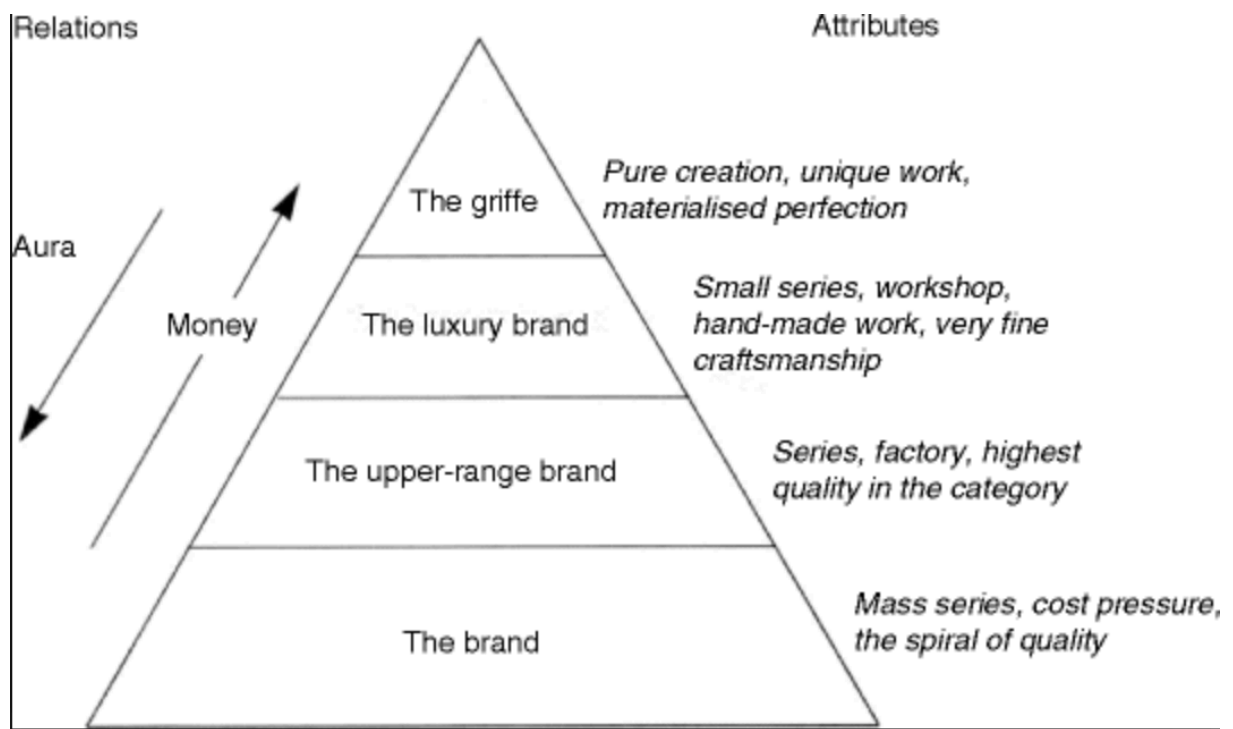 Relations
Attributes
Pure creation, unique work,
materialised perfection
The griffe
Aura
Small series, workshop,
hand-made work, very fine
craftsmanship
Money
The luxury brand
Series, factory, highest
quality in the category
The upper-range brand
Mass series, cost pressure,
the spiral of quality
The brand